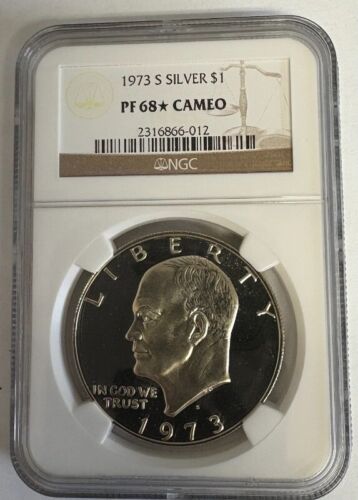 1973 S SILVER $1
PF 68★ CAMEO
2316866-012
NGC
LIBERTY
IN GOD WE
TRUST
S
1973